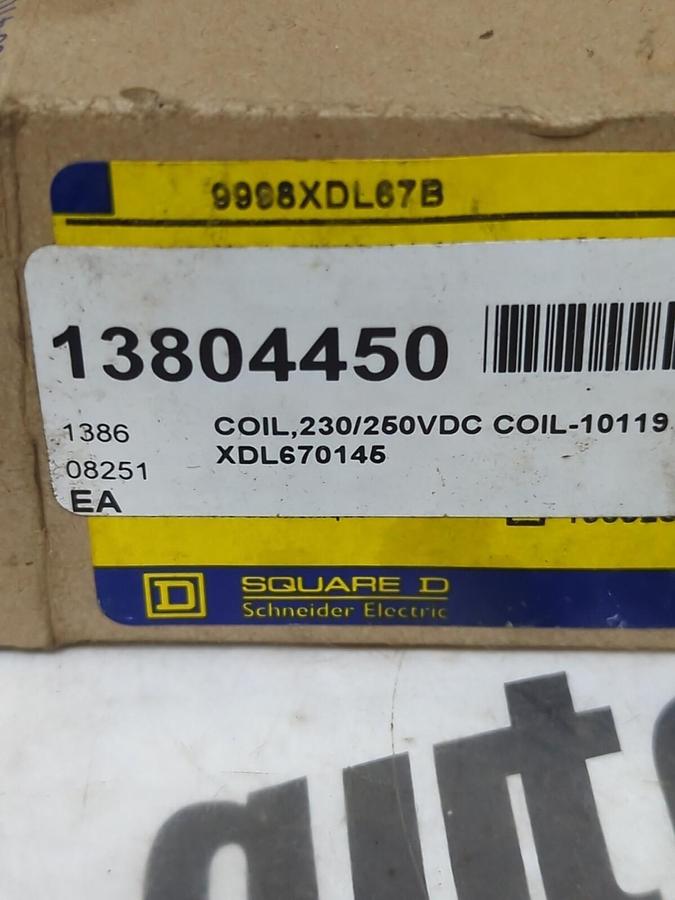 9998XDL67B
13804450
1386
COIL,230/250VDC COIL-10119
08251
XDL670145
EA
D
SQUARE D
Schneider Electric